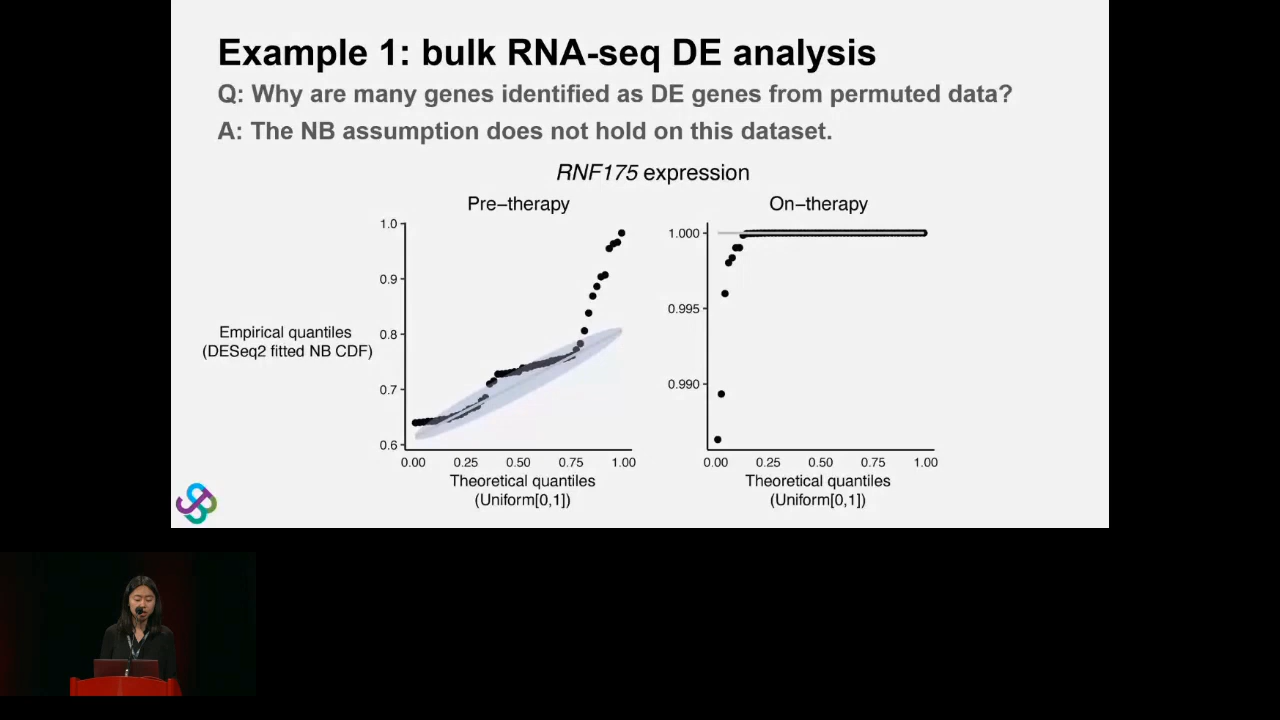 Example 1: bulk RNA-seq DE analysis
Q: Why are many genes identified as DE genes from permuted data?
A: The NB assumption does not hold on this dataset.
RNF175 expression
Pre−therapy
On−therapy
1.0
0.9
0.8
0.7
0.6
Empirical quantiles
(DESeq2 fitted NB CDF)
0.00 0.25 0.50 0.75 1.00
Theoretical quantiles
(Uniform[0,1])
1.000
0.995
0.990
0.00 0.25 0.50 0.75 1.00
Theoretical quantiles
(Uniform[0,1])